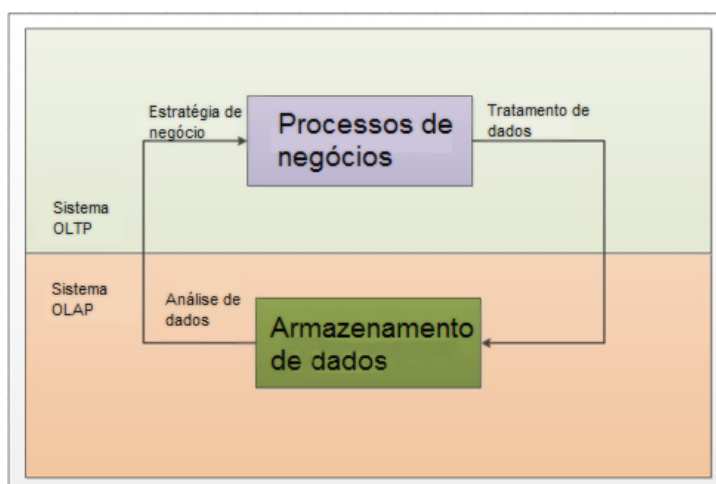 Estratégia de
negócio
Processos de
negócios
Tratamento de
dados
Sistema
OLTP
Sistema
OLAP
Análise de
dados
Armazenamento
de dados